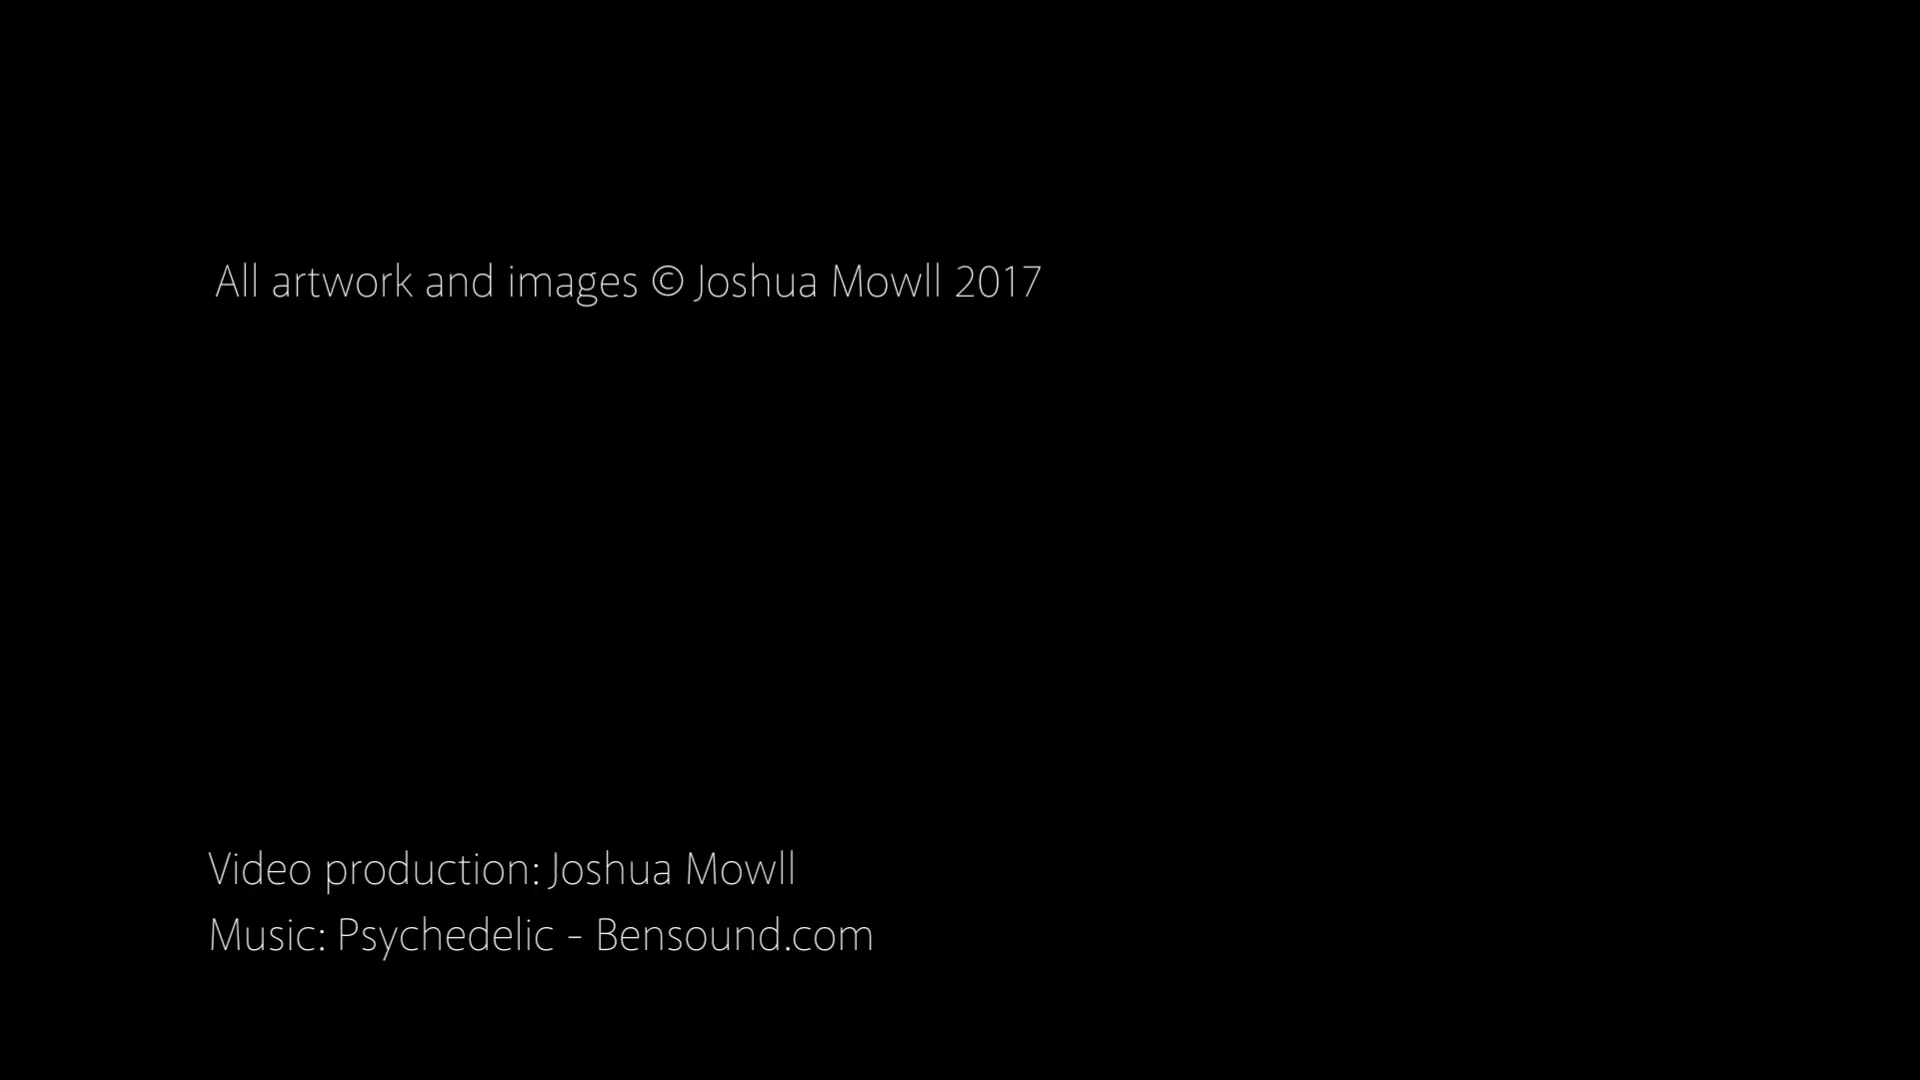 All artwork and images © Joshua Mowll 2017
Video production: Joshua Mowll
Music: Psychedelic - Bensound.com